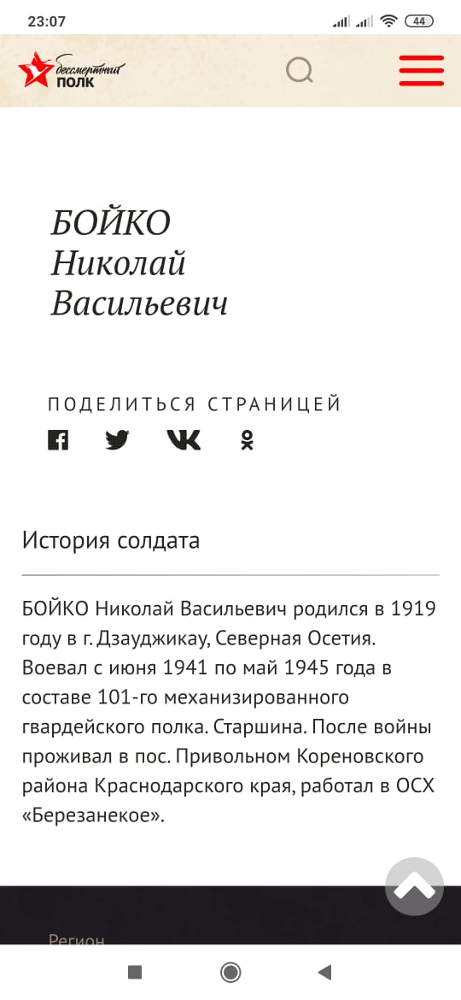 23:07
44
бессмертный
ПОЛК
БОЙКО
Николай
Васильевич
ПОДЕЛИТЬСЯ СТРАНИЦЕЙ
История солдата
БОЙКО Николай Васильевич родился в 1919
году в г. Дзауджикау, Северная Осетия.
Воевал с июня 1941 по май 1945 года в
составе 101-го механизированного
гвардейского полка. Старшина. После войны
проживал в пос. Привольном Кореновского
района Краснодарского края, работал в ОСХ
«Березанекое».
Регион